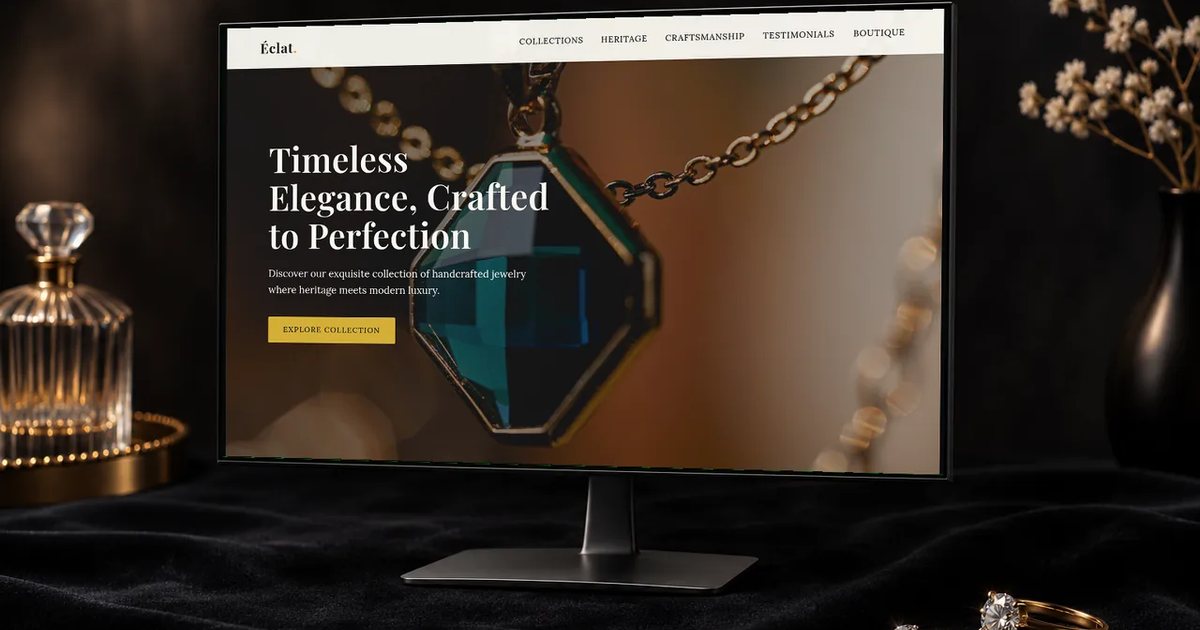 Éclat.
COLLECTIONS HERITAGE CRAFTSMANSHIP TESTIMONIALS BOUTIQUE
Timeless
Elegance, Crafted
to Perfection
Discover our exquisite collection of handcrafted jewelry
where heritage meets modern luxury.
EXPLORE COLLECTION